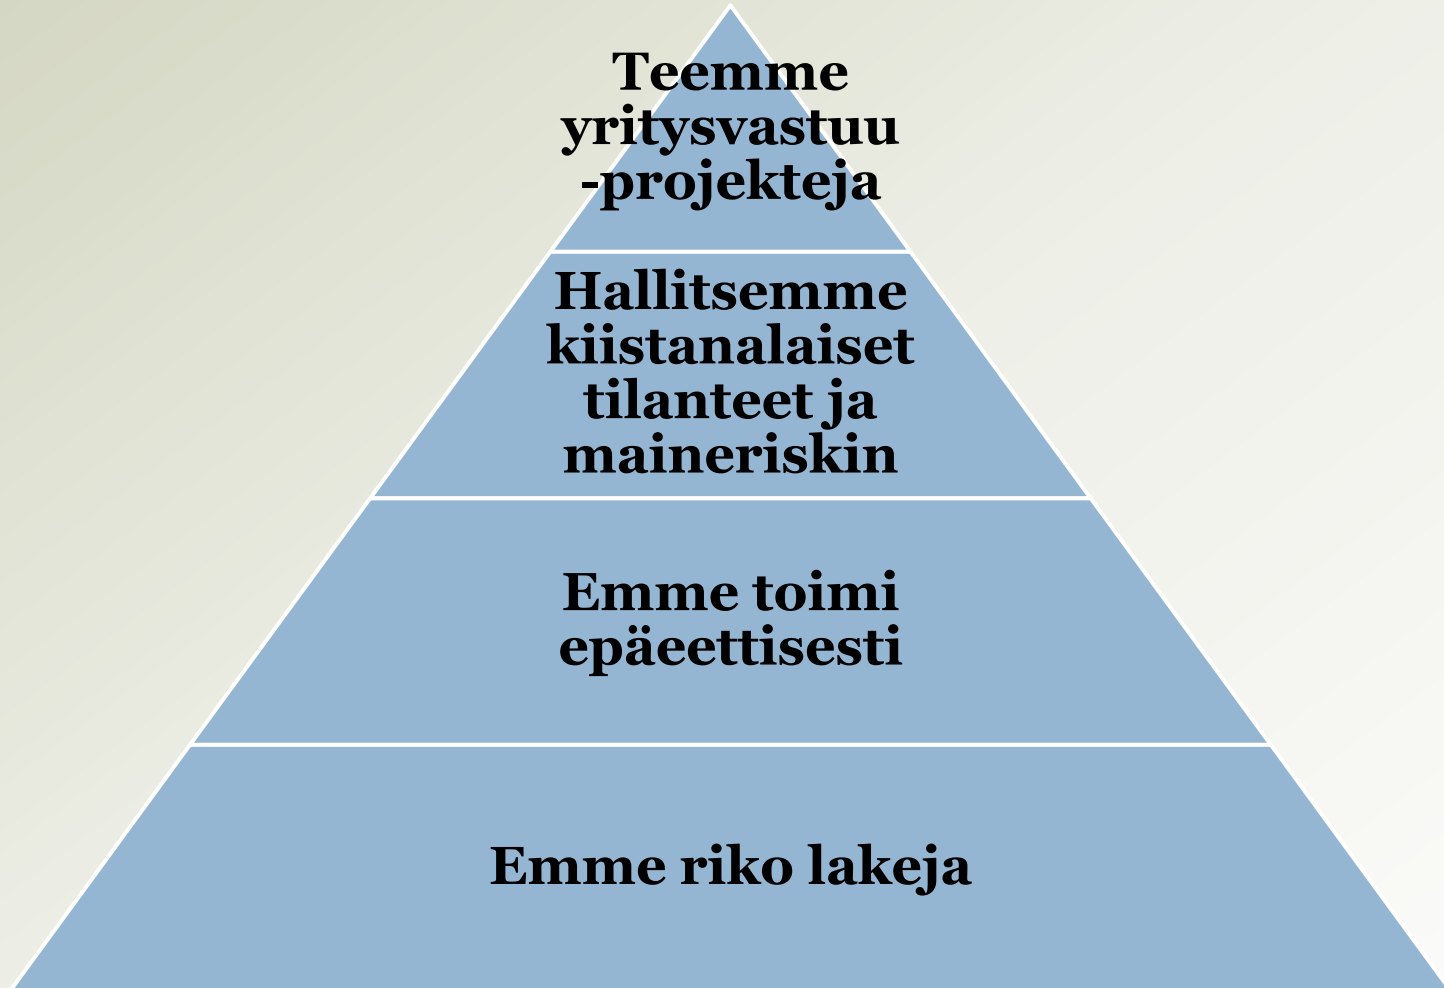 Teemme
yritysvastuu
-projekteja
Hallitsemme
kiistanalaiset
tilanteet ja
maineriskin
Emme toimi
epäeettisesti
Emme riko lakeja